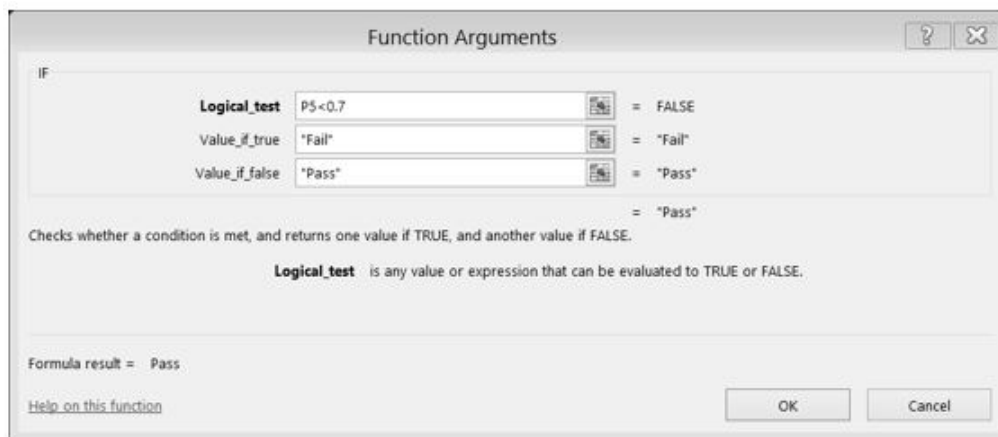 Function Arguments
IF
Logical_test P5<0.7 = FALSE
Value_if_true "Fail" = "Fail"
Value_if_false "Pass" = "Pass"
= "Pass"
Checks whether a condition is met, and returns one value if TRUE, and another value if FALSE.
Logical_test is any value or expression that can be evaluated to TRUE or FALSE.
Formula result = Pass
Help on this function OK Cancel